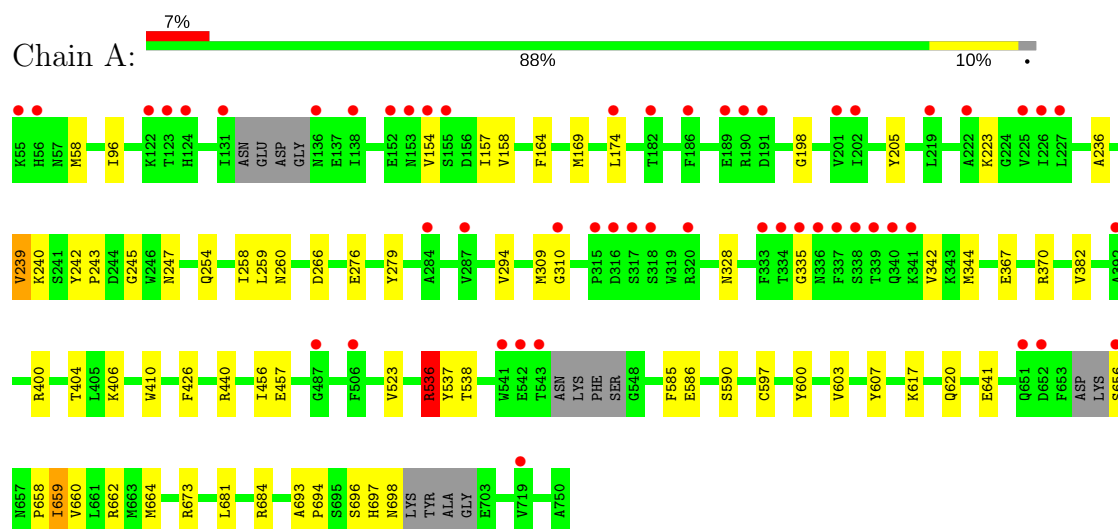 7%
Chain A:
88% 10% •
K55 H56 N57 M58 I96 K122 T123 H124 I131 ASN GLU ASP GLY N136 E137 I138 E152 N153 V154 S155 D156 I157 V158 F164 M169 L174 T182 F186 E189 R190 D191 G198 V201 I202 Y205 L219 A222 K223 G224 V225 I226 L227 A236
V239 K240 S241 Y242 P243 D244 G245 W246 N247 Q254 I258 L259 N260 D266 E276 Y279 A284 V287 V294 M309 G310 P315 D316 S317 S318 W319 R320 N328 F333 T334 G335 N336 F337 S338 T339 Q340 K341 V342 K343 M344 E367 R370 V382 A392
R400 T404 L405 K406 W410 F426 R440 I456 E457 G487 F506 V523 R536 Y537 T538 W541 E542 T543 ASN LYS PHE SER G548 F585 E586 S590 C597 Y600 V603 Y607 K617 Q620 E641 Q651 D652 F653 ASP LYS S656
N657 P658 I659 V660 L661 R662 M663 M664 R673 L681 R684 A693 P694 S695 S696 H697 N698 LYS TYR ALA GLY E703 V719 A750